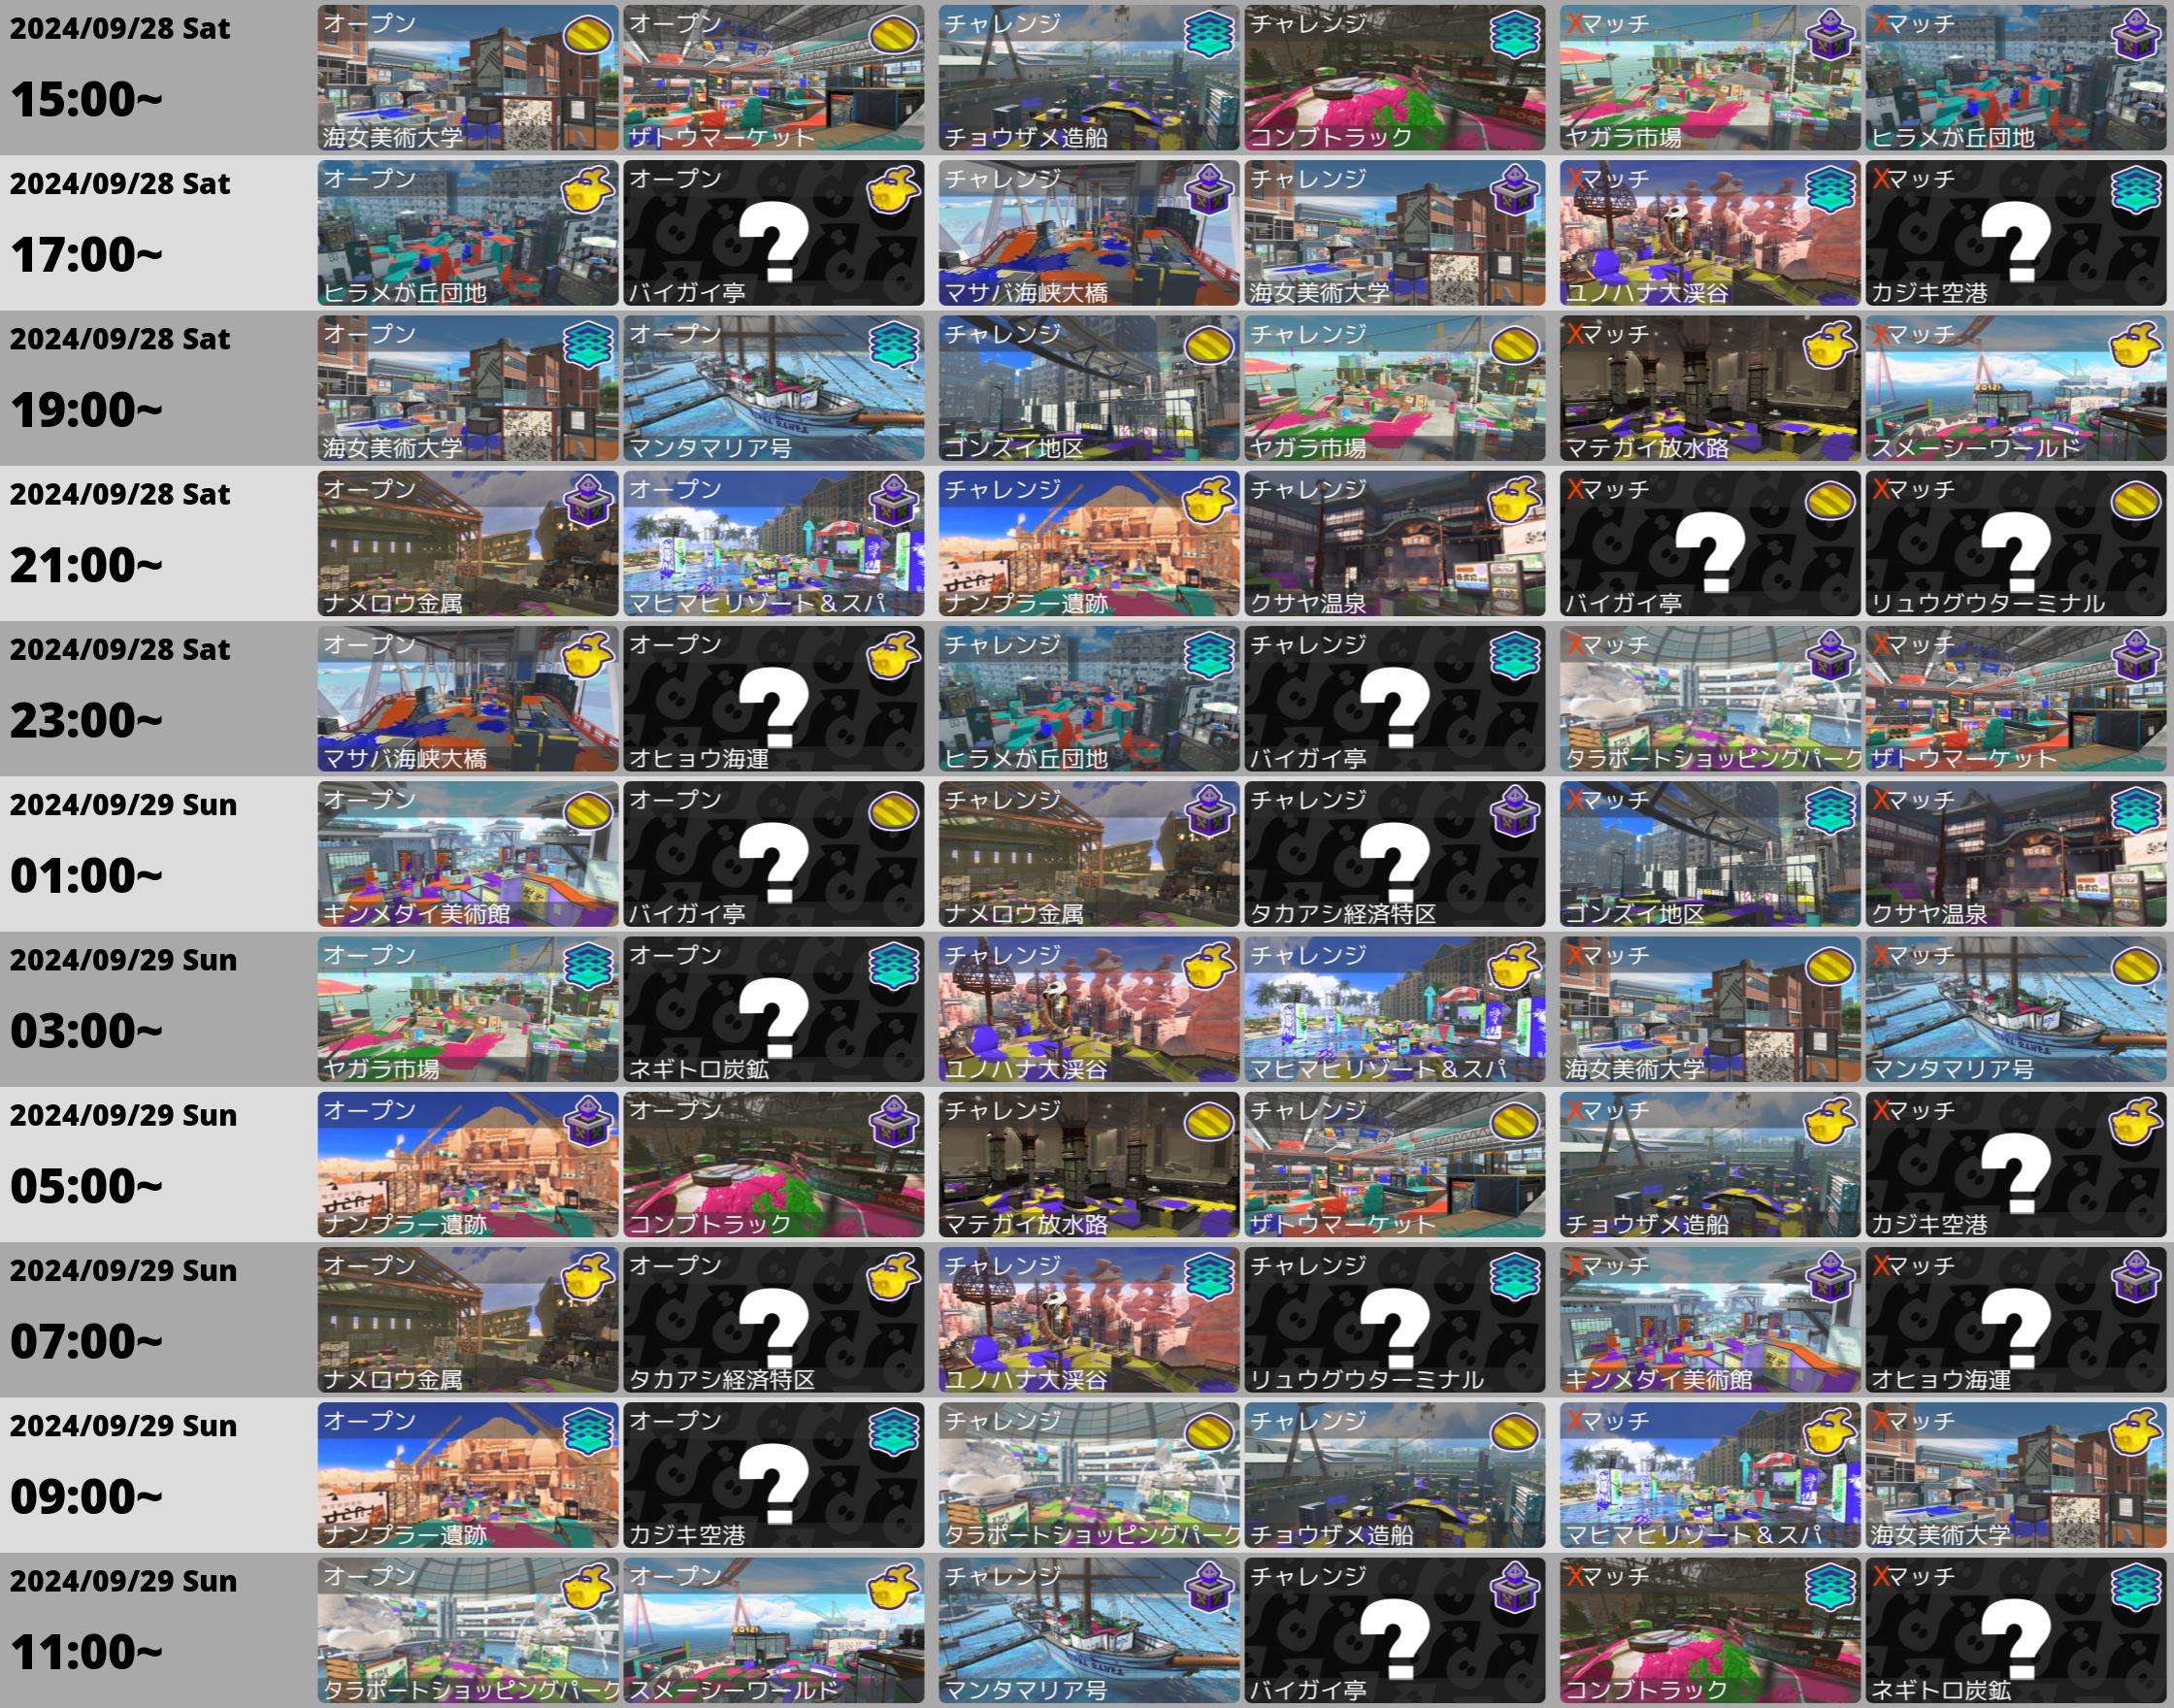 2024/09/28 Sat
15:00~
オープン
海女美術大学
オープン
ザトウマーケット
チャレンジ
チョウザメ造船
チャレンジ
コンブトラック
Xマッチ
ヤガラ市場
Xマッチ
ヒラメが丘団地
2024/09/28 Sat
17:00~
オープン
ヒラメが丘団地
オープン
バイガイ亭
チャレンジ
マサバ海峡大橋
チャレンジ
海女美術大学
Xマッチ
ユノハナ大渓谷
Xマッチ
カジキ空港
2024/09/28 Sat
19:00~
オープン
海女美術大学
オープン
マンタマリア号
チャレンジ
ゴンズイ地区
チャレンジ
ヤガラ市場
Xマッチ
マテガイ放水路
Xマッチ
スメーシーワールド
2024/09/28 Sat
21:00~
オープン
ナメロウ金属
オープン
マヒマヒリゾート&スパ
チャレンジ
ナンプラー遺跡
チャレンジ
クサヤ温泉
Xマッチ
バイガイ亭
Xマッチ
リュウグウターミナル
2024/09/28 Sat
23:00~
オープン
マサバ海峡大橋
オープン
オヒョウ海運
チャレンジ
ヒラメが丘団地
チャレンジ
バイガイ亭
Xマッチ
タラポートショッピングパーク
Xマッチ
ザトウマーケット
2024/09/29 Sun
01:00~
オープン
キンメダイ美術館
オープン
バイガイ亭
チャレンジ
ナメロウ金属
チャレンジ
タカアシ経済特区
Xマッチ
ゴンズイ地区
Xマッチ
クサヤ温泉
2024/09/29 Sun
03:00~
オープン
ヤガラ市場
オープン
ネギトロ炭鉱
チャレンジ
ユノハナ大渓谷
チャレンジ
マヒマヒリゾート&スパ
Xマッチ
海女美術大学
Xマッチ
マンタマリア号
2024/09/29 Sun
05:00~
オープン
ナンプラー遺跡
オープン
コンブトラック
チャレンジ
マテガイ放水路
チャレンジ
ザトウマーケット
Xマッチ
チョウザメ造船
Xマッチ
カジキ空港
2024/09/29 Sun
07:00~
オープン
ナメロウ金属
オープン
タカアシ経済特区
チャレンジ
ユノハナ大渓谷
チャレンジ
リュウグウターミナル
Xマッチ
キンメダイ美術館
Xマッチ
オヒョウ海運
2024/09/29 Sun
09:00~
オープン
ナンプラー遺跡
オープン
カジキ空港
チャレンジ
タラポートショッピングパーク
チャレンジ
チョウザメ造船
Xマッチ
マヒマヒリゾート&スパ
Xマッチ
海女美術大学
2024/09/29 Sun
11:00~
オープン
タラポートショッピングパーク
オープン
スメーシーワールド
チャレンジ
マンタマリア号
チャレンジ
バイガイ亭
Xマッチ
コンブトラック
Xマッチ
ネギトロ炭鉱